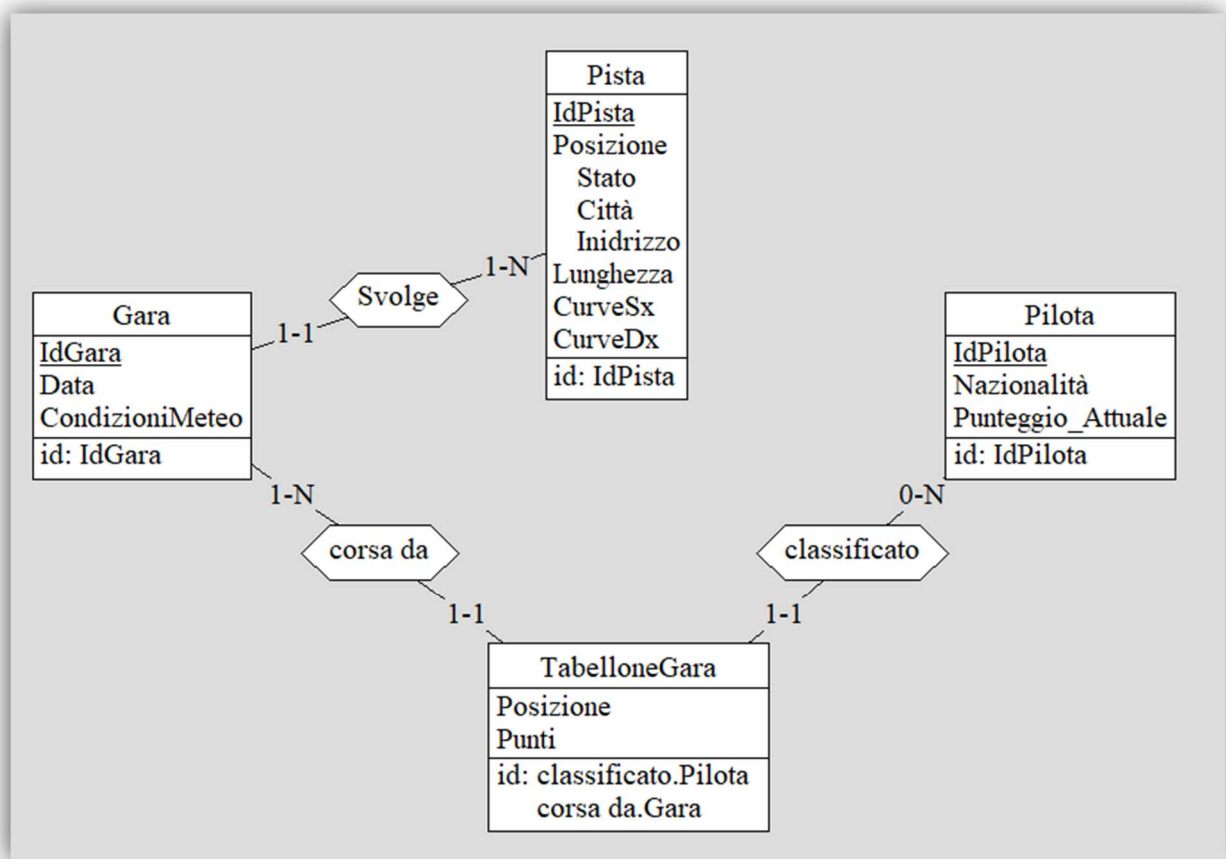 Pista
IdPista
Posizione
Stato
Città
Inidrizzo
Lunghezza
CurveSx
CurveDx
id: IdPista
1-N
Svolge
1-1
Gara
IdGara
Data
CondizioniMeteo
id: IdGara
Pilota
IdPilota
Nazionalità
Punteggio_Attuale
id: IdPilota
1-N
corsa da
1-1
0-N
classificato
1-1
TabelloneGara
Posizione
Punti
id: classificato.Pilota
corsa da.Gara